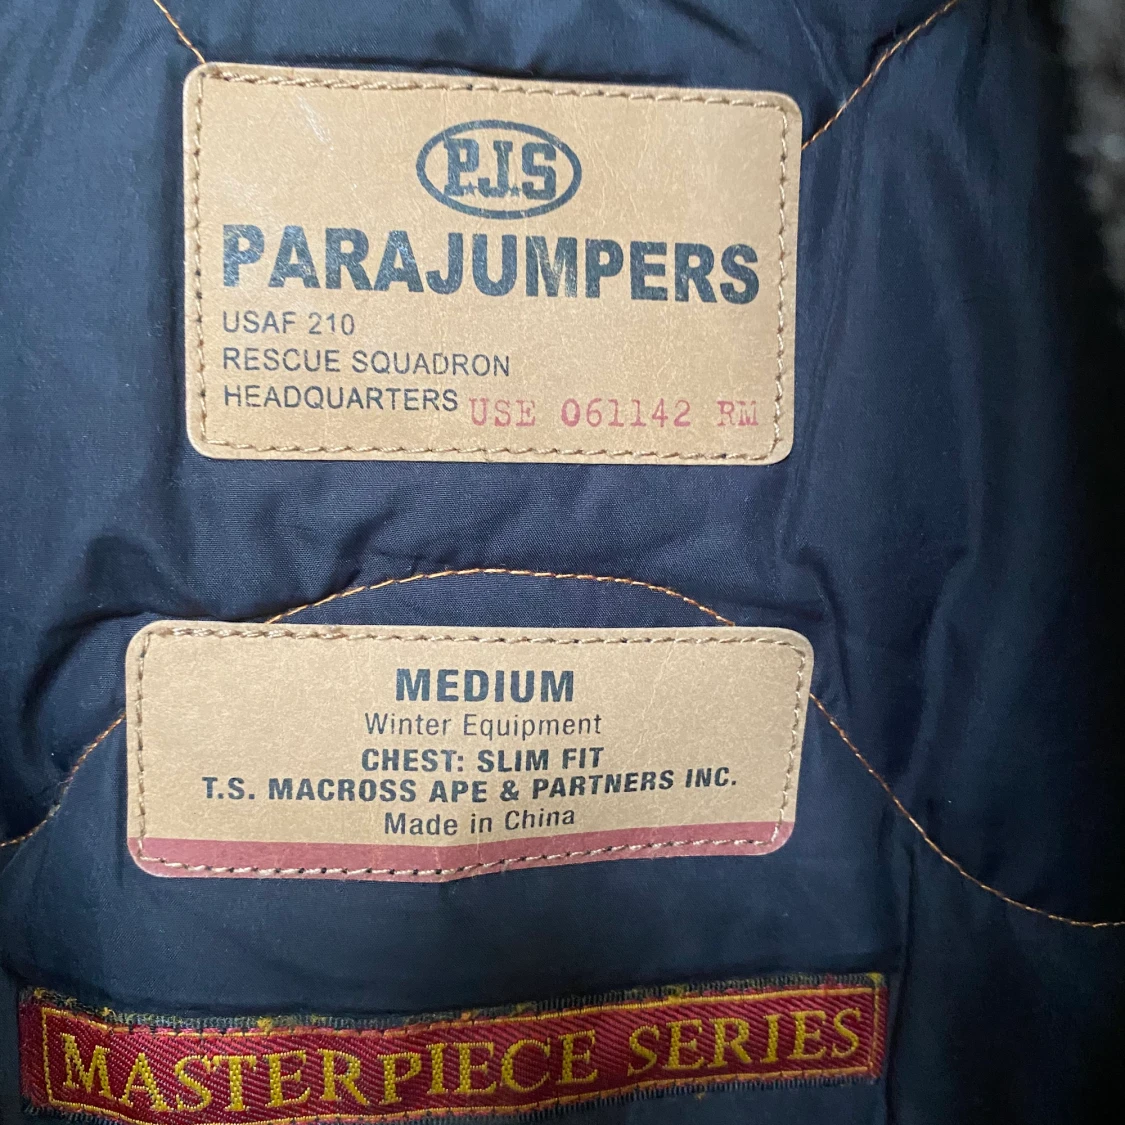 P.J.S
PARAJUMPERS
USAF 210
RESCUE SQUADRON
HEADQUARTERS USE 061142 RM
MEDIUM
Winter Equipment
CHEST: SLIM FIT
T.S. MACROSS APE & PARTNERS INC.
Made in China
MASTERPIECE SERIES